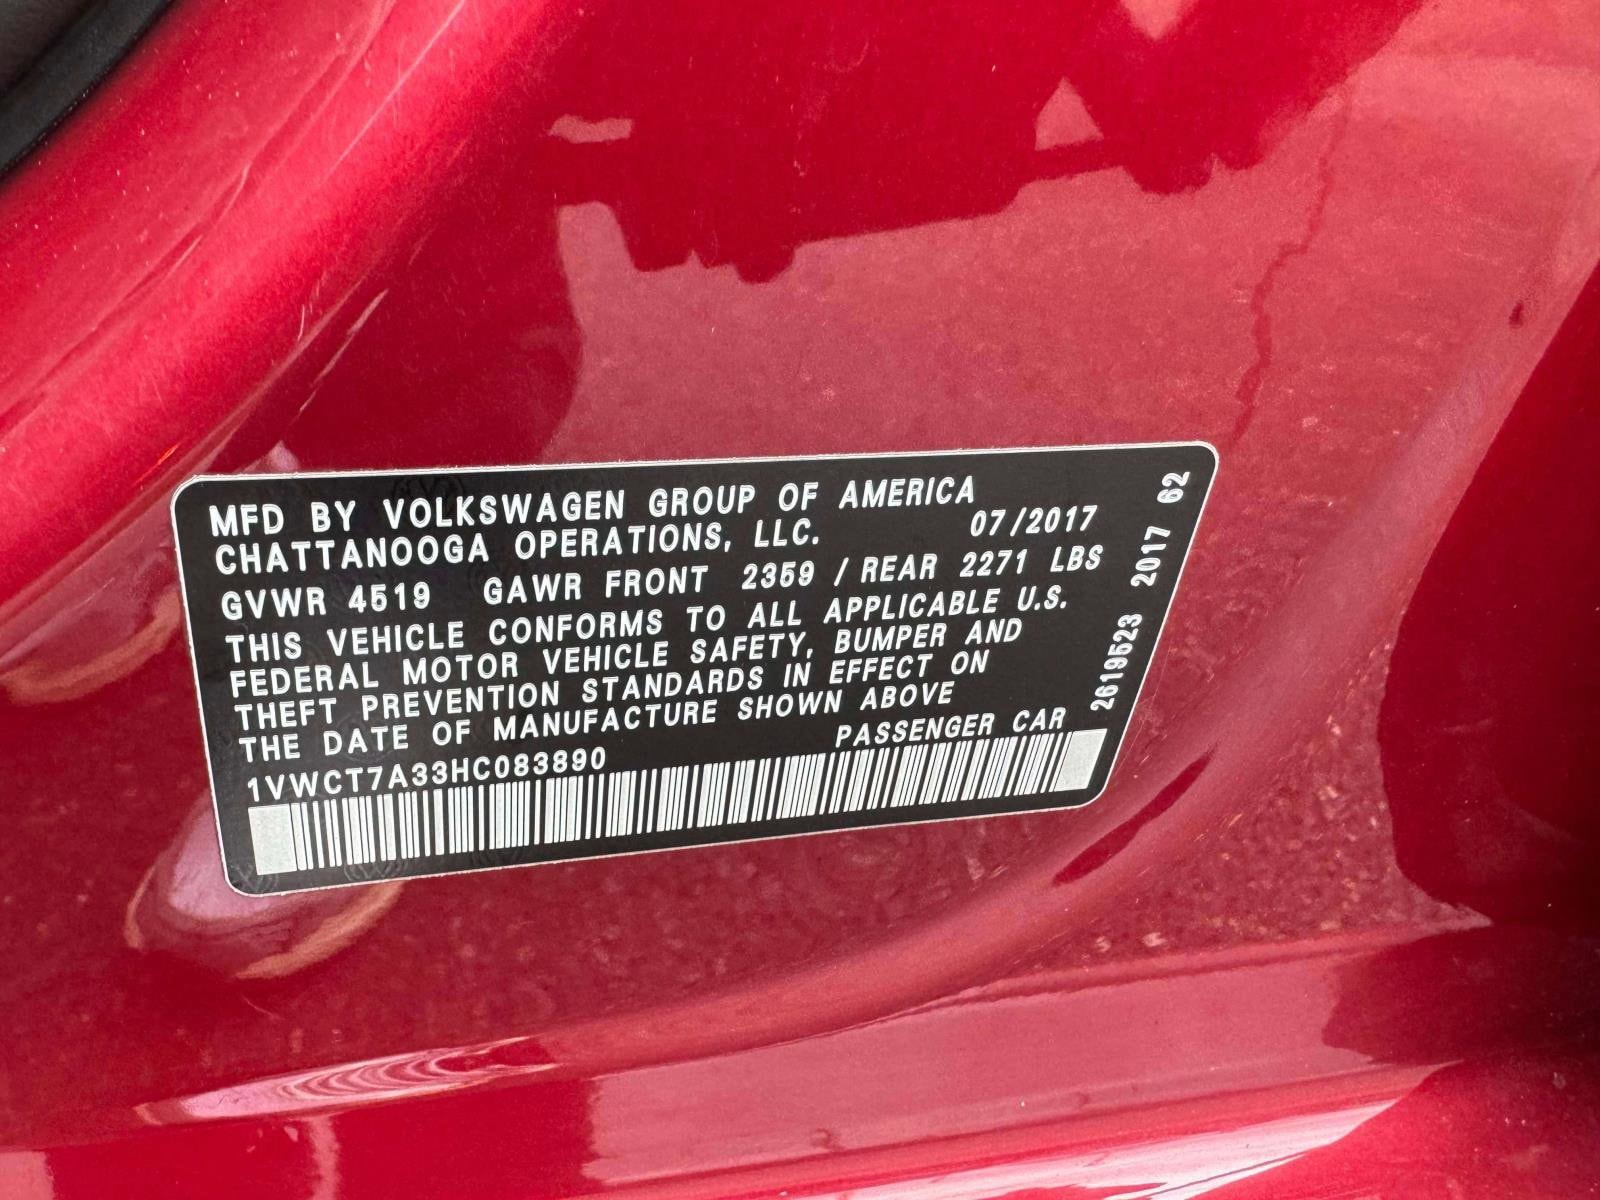 MFD BY VOLKSWAGEN GROUP OF AMERICA
CHATTANOOGA OPERATIONS, LLC. 07/2017
GVWR 4519 GAWR FRONT 2359 / REAR 2271 LBS
THIS VEHICLE CONFORMS TO ALL APPLICABLE U.S.
FEDERAL MOTOR VEHICLE SAFETY, BUMPER AND
THEFT PREVENTION STANDARDS IN EFFECT ON
THE DATE OF MANUFACTURE SHOWN ABOVE
1VWCT7A33HC083890 PASSENGER CAR
2619523 2017 62